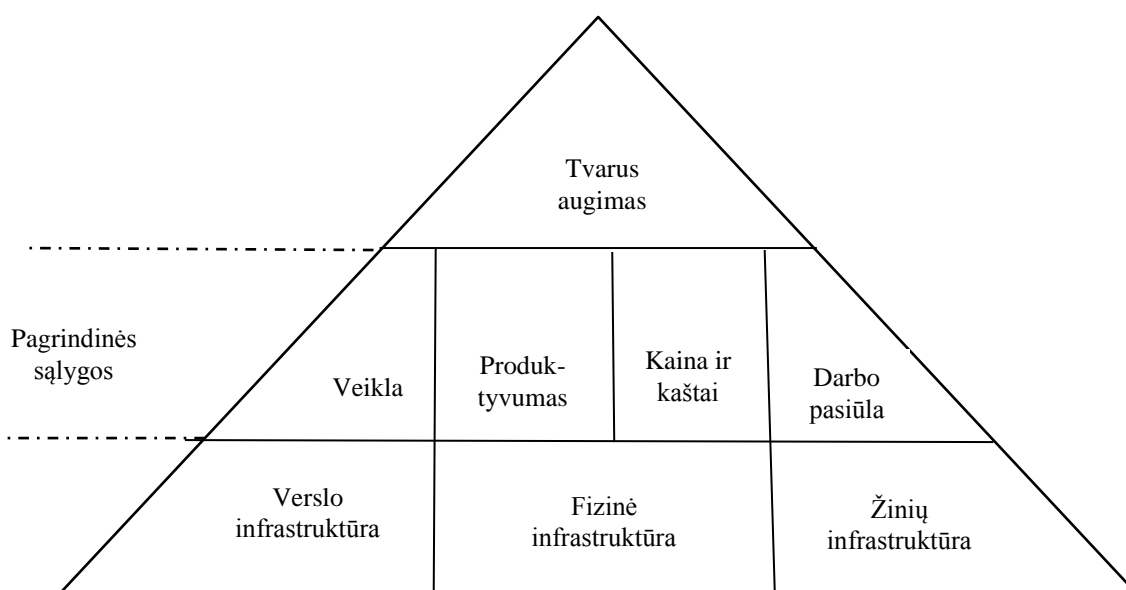 Tvarus
augimas
Pagrindinės
sąlygos
Veikla
Produk-
tyvumas
Kaina ir
kaštai
Darbo
pasiūla
Verslo
infrastruktūra
Fizinė
infrastruktūra
Žinių
infrastruktūra